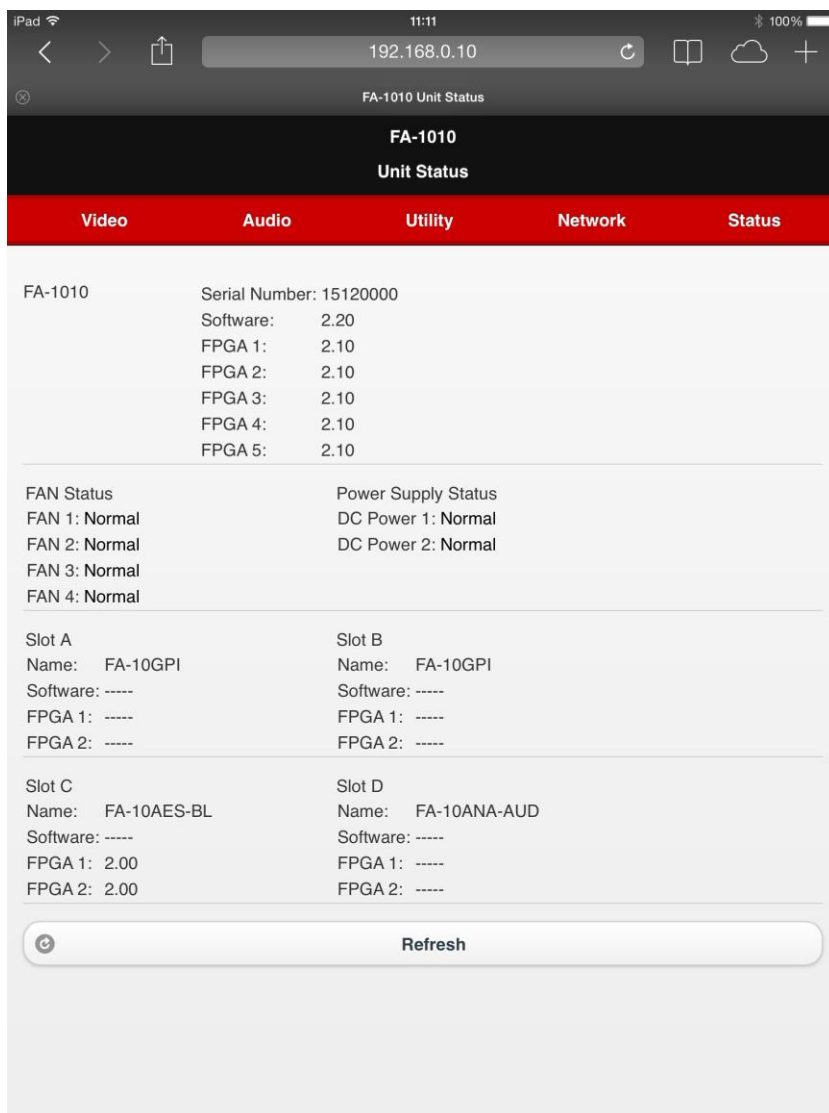 iPad 11:11 100%
192.168.0.10
FA-1010 Unit Status
FA-1010
Unit Status
Video Audio Utility Network Status
FA-1010 Serial Number: 15120000
Software: 2.20
FPGA 1: 2.10
FPGA 2: 2.10
FPGA 3: 2.10
FPGA 4: 2.10
FPGA 5: 2.10
FAN Status Power Supply Status
FAN 1: Normal DC Power 1: Normal
FAN 2: Normal DC Power 2: Normal
FAN 3: Normal
FAN 4: Normal
Slot A Slot B
Name: FA-10GPI Name: FA-10GPI
Software: ----- Software: -----
FPGA 1: ----- FPGA 1: -----
FPGA 2: ----- FPGA 2: -----
Slot C Slot D
Name: FA-10AES-BL Name: FA-10ANA-AUD
Software: ----- Software: -----
FPGA 1: 2.00 FPGA 1: -----
FPGA 2: 2.00 FPGA 2: -----
Refresh